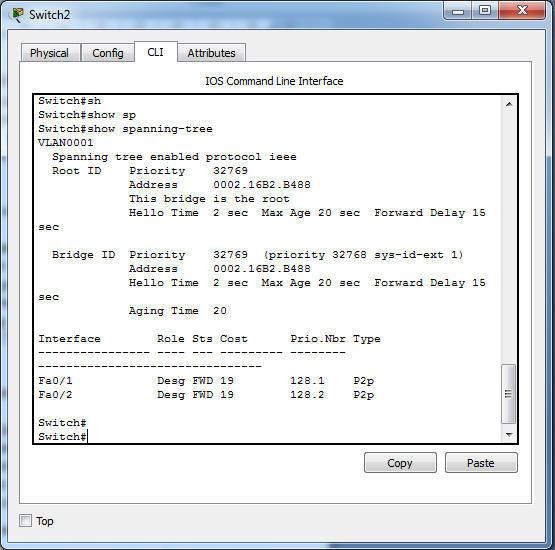 Switch2
Physical Config CLI Attributes
IOS Command Line Interface
Switch#sh
Switch#show sp
Switch#show spanning-tree
VLAN0001
  Spanning tree enabled protocol ieee
  Root ID    Priority    32769
             Address     0002.16B2.B488
             This bridge is the root
             Hello Time  2 sec  Max Age 20 sec  Forward Delay 15
sec
  Bridge ID  Priority    32769  (priority 32768 sys-id-ext 1)
             Address     0002.16B2.B488
             Hello Time  2 sec  Max Age 20 sec  Forward Delay 15
sec
             Aging Time  20
Interface        Role Sts Cost      Prio.Nbr Type
---------------- ---- --- --------- --------
--------------------------------
Fa0/1            Desg FWD 19        128.1    P2p
Fa0/2            Desg FWD 19        128.2    P2p
Switch#
Switch#
Copy Paste
Top